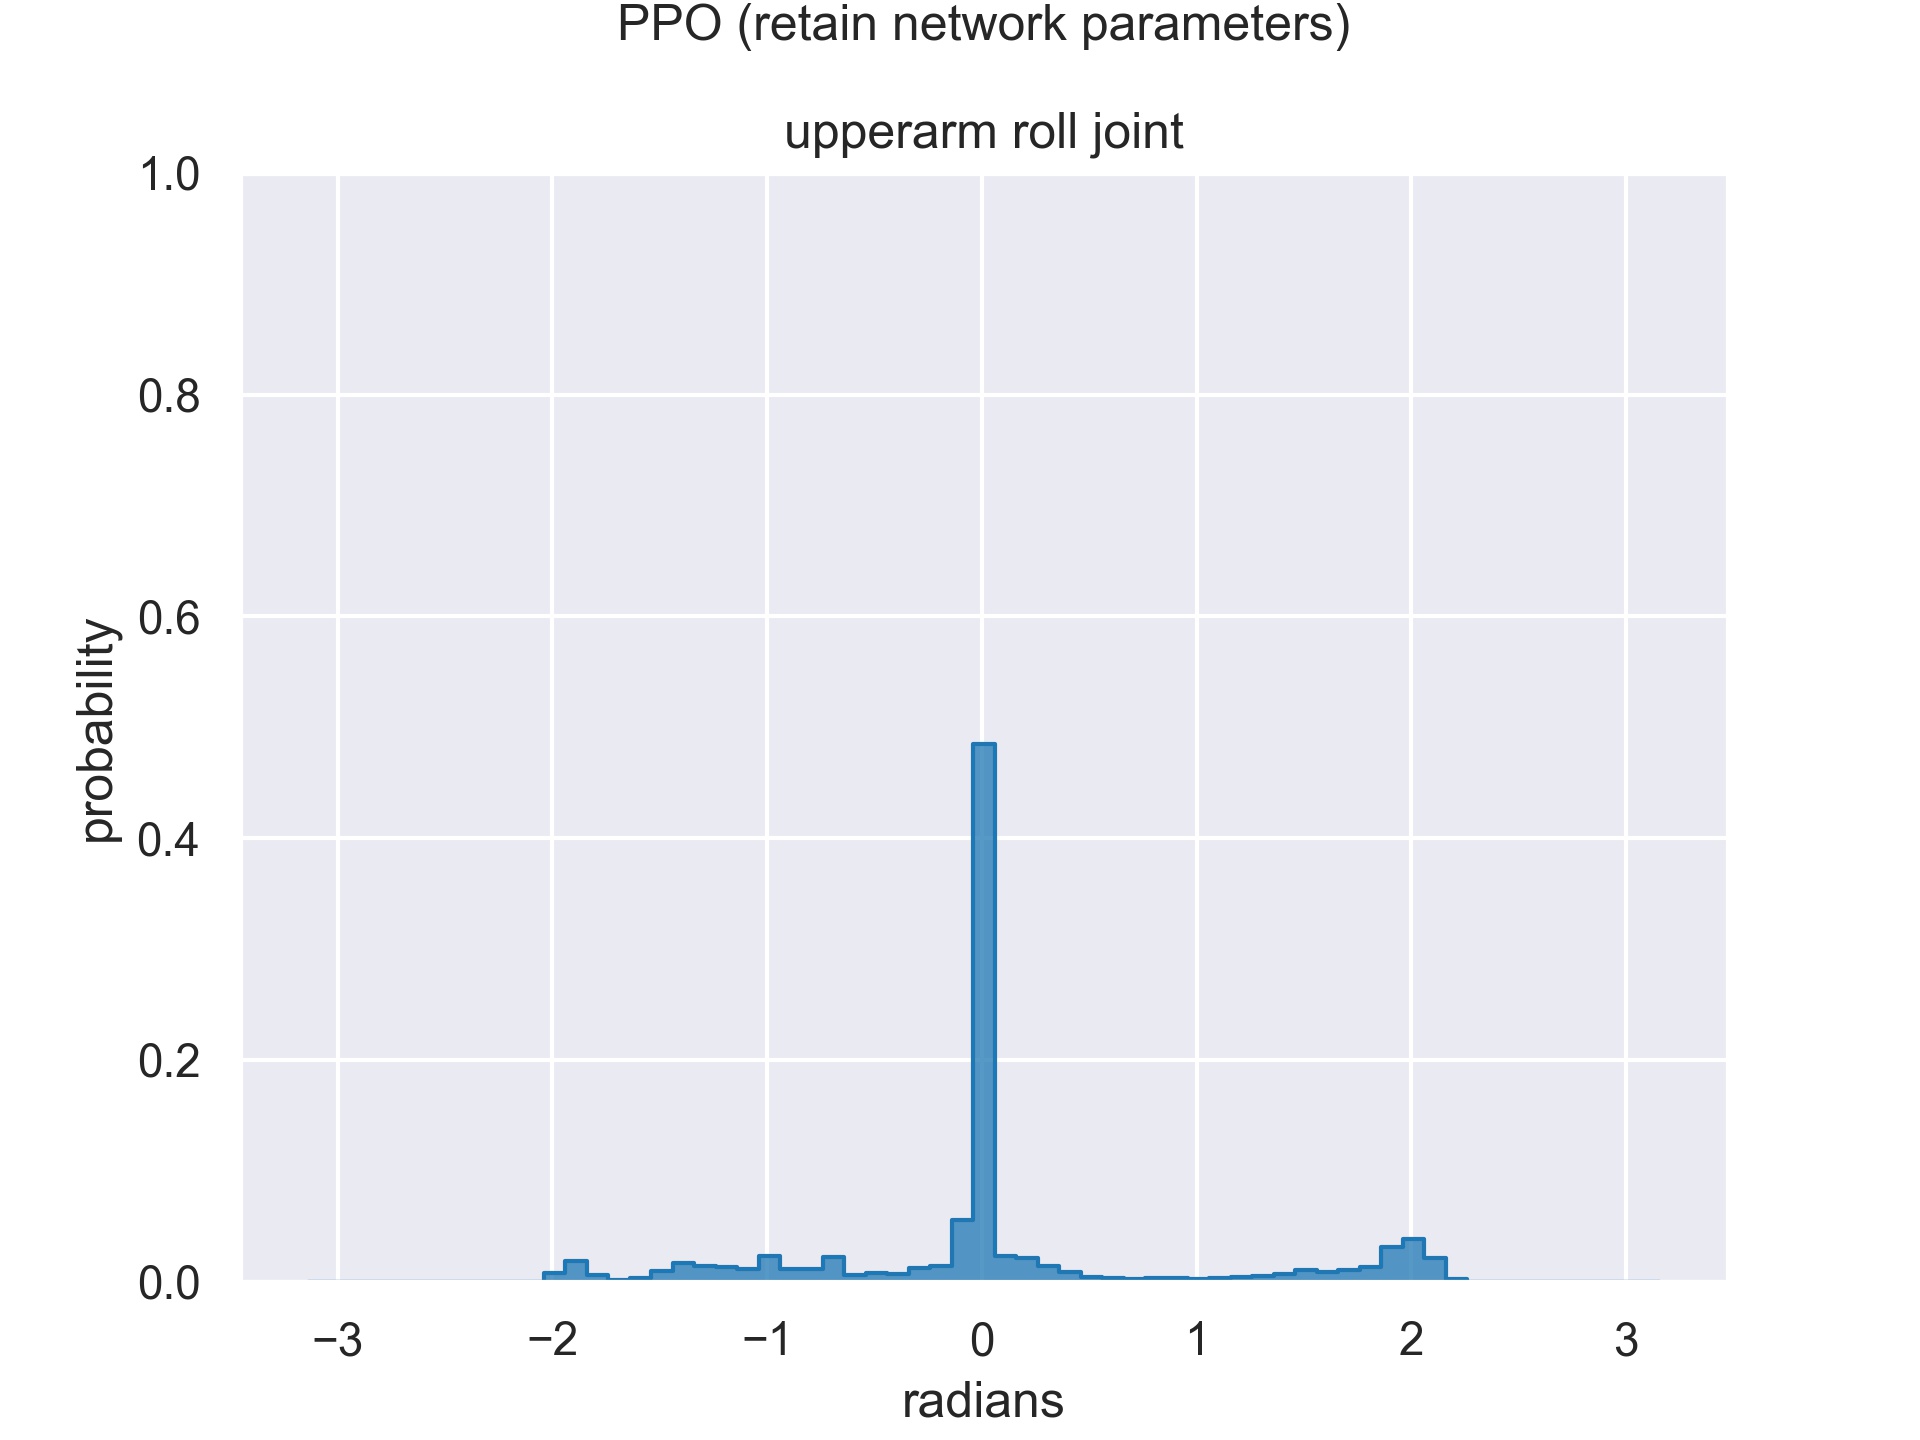 PPO (retain network parameters)
upperarm roll joint
1.0
0.8
0.6
0.4
0.2
0.0
probability
−3 −2 −1 0 1 2 3
radians